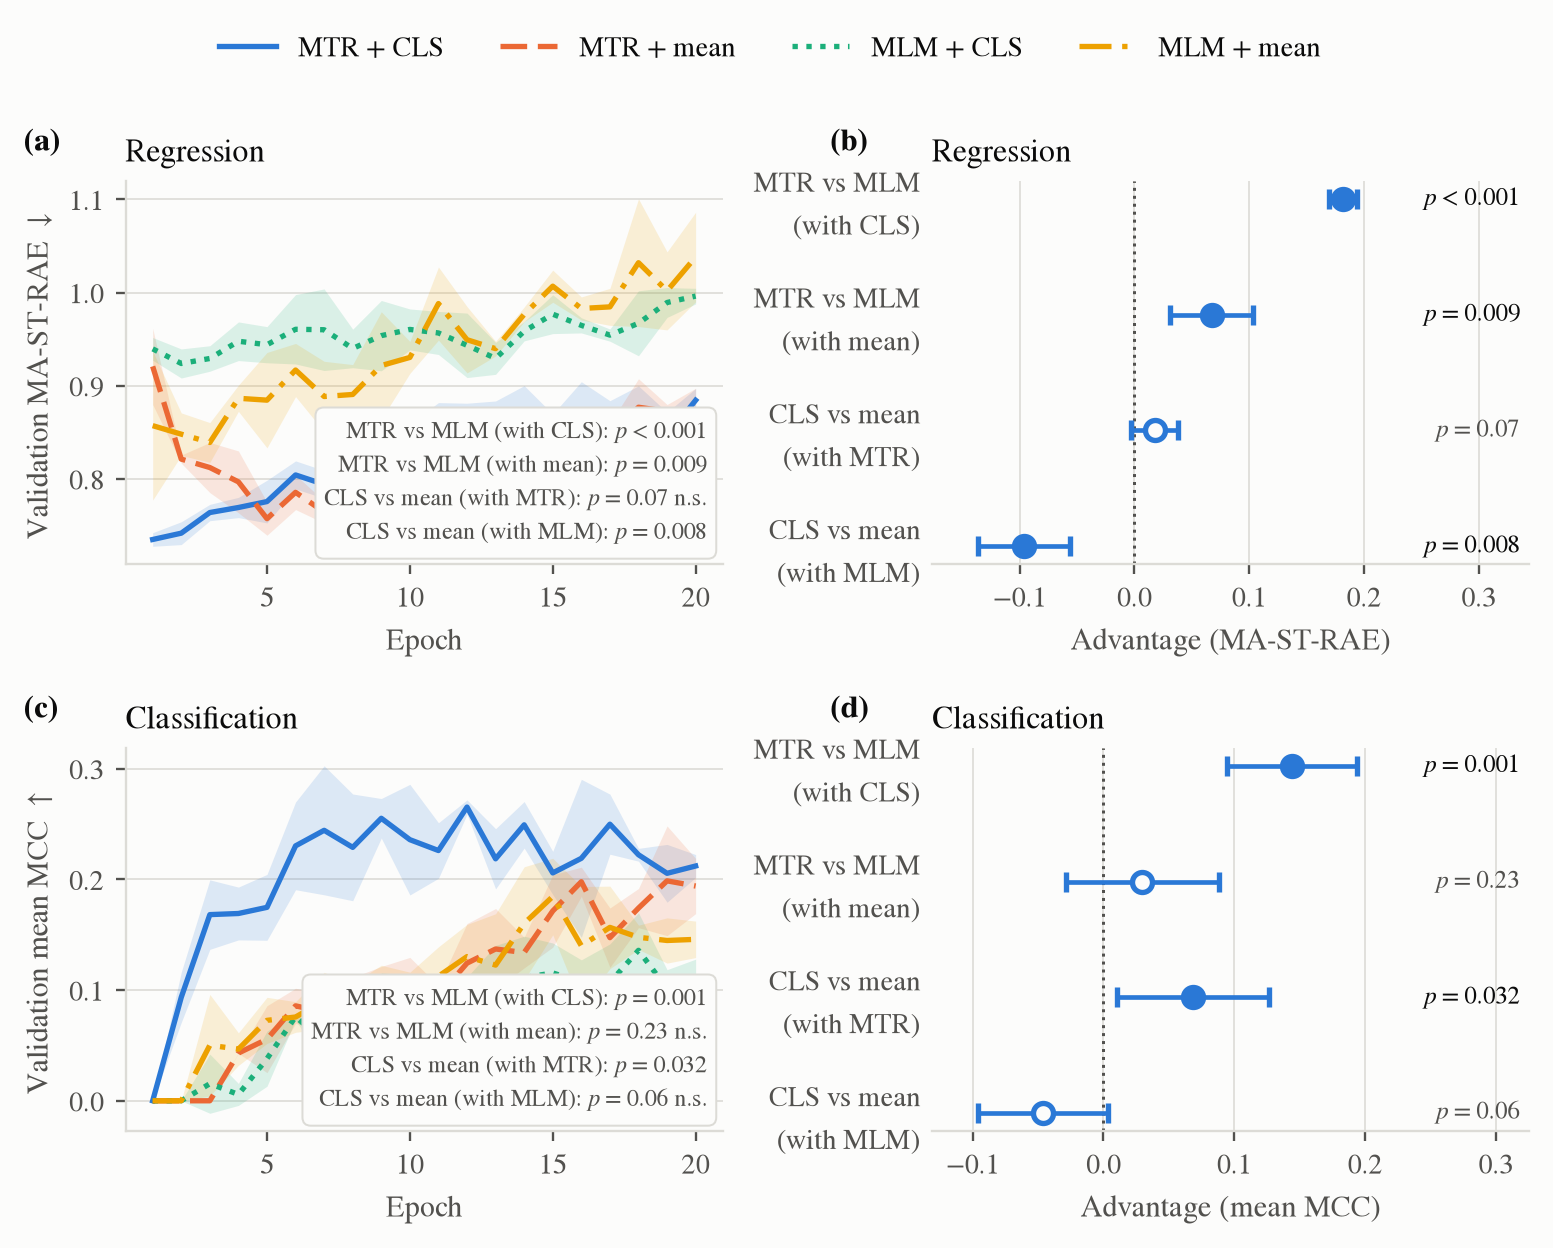 MTR + CLS
MTR + mean
MLM + CLS
MLM + mean
(a)
Regression
Validation MA-ST-RAE ↓
1.1
1.0
0.9
0.8
MTR vs MLM (with CLS): p < 0.001
MTR vs MLM (with mean): p = 0.009
CLS vs mean (with MTR): p = 0.07 n.s.
CLS vs mean (with MLM): p = 0.008
5
10
15
20
Epoch
(b)
Regression
MTR vs MLM
(with CLS)
p < 0.001
MTR vs MLM
(with mean)
p = 0.009
CLS vs mean
(with MTR)
p = 0.07
CLS vs mean
(with MLM)
p = 0.008
−0.1
0.0
0.1
0.2
0.3
Advantage (MA-ST-RAE)
(c)
Classification
Validation mean MCC ↑
0.3
0.2
0.1
0.0
MTR vs MLM (with CLS): p = 0.001
MTR vs MLM (with mean): p = 0.23 n.s.
CLS vs mean (with MTR): p = 0.032
CLS vs mean (with MLM): p = 0.06 n.s.
5
10
15
20
Epoch
(d)
Classification
MTR vs MLM
(with CLS)
p = 0.001
MTR vs MLM
(with mean)
p = 0.23
CLS vs mean
(with MTR)
p = 0.032
CLS vs mean
(with MLM)
p = 0.06
−0.1
0.0
0.1
0.2
0.3
Advantage (mean MCC)